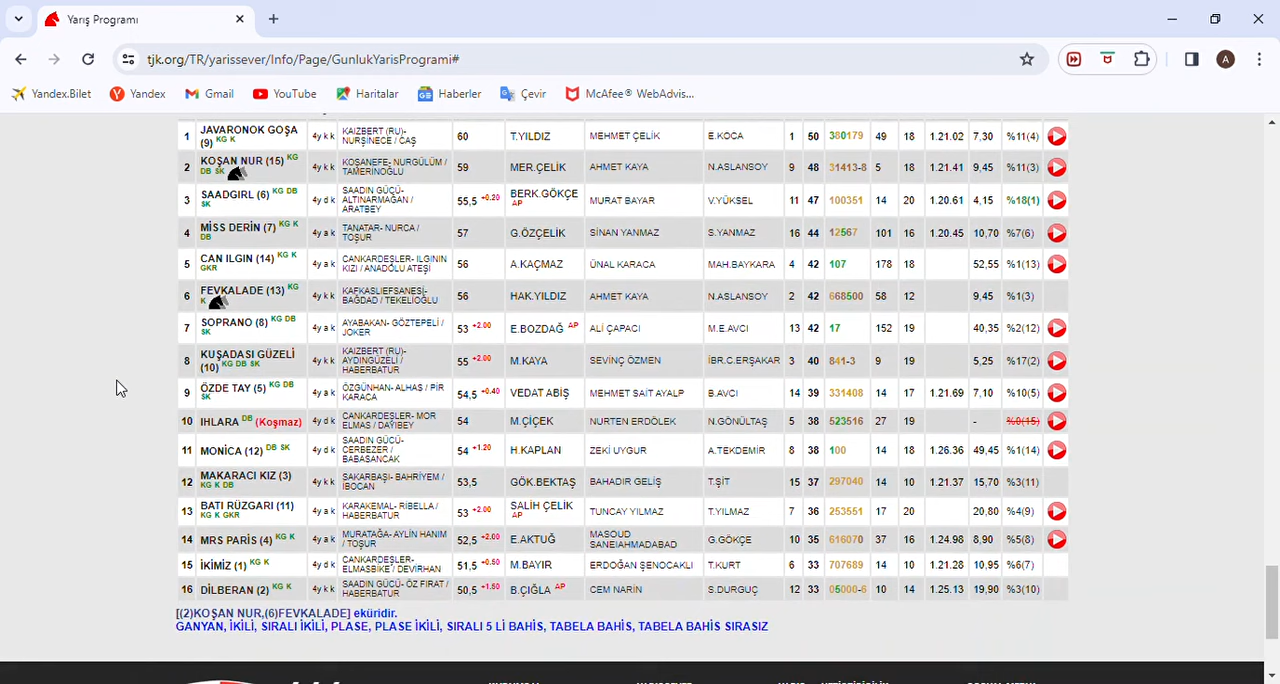 Yarış Programı
tjk.org/TR/yarissever/Info/Page/GunlukYarisProgrami#
A
Yandex.Bilet Yandex Gmail YouTube Haritalar Haberler Çevir McAfee® WebAdvis...
1 JAVARONOK GOŞA (9) KG K 4y k k KAIZBERT (RU)- NURŞİNECE / CAŞ 60 T.YILDIZ MEHMET ÇELİK E.KOCA 1 50 380179 49 18 1.21.02 7,30 %11(4)
2 KOŞAN NUR (15) KG DB SK 4y k k KOŞANEFE- NURGÜLÜM / TAMERİNOĞLU 59 MER.ÇELİK AHMET KAYA N.ASLANSOY 9 48 31413-8 5 18 1.21.41 9,45 %11(3)
3 SAADGIRL (6) KG DB SK 4y d k SAADIN GÜCÜ- ALTINARMAĞAN / ARATBEY 55,5 +0.20 BERK.GÖKÇE AP MURAT BAYAR V.YÜKSEL 11 47 100351 14 20 1.20.61 4,15 %18(1)
4 MİSS DERİN (7) KG K DB 4y a k TANATAR- NURCA / TOŞUR 57 G.ÖZÇELİK SİNAN YANMAZ S.YANMAZ 16 44 12567 101 16 1.20.45 10,70 %7(6)
5 CAN ILGIN (14) KG K GKR 4y a k CANKARDEŞLER- ILGININ KIZI / ANADOLU ATEŞİ 56 A.KAÇMAZ ÜNAL KARACA MAH.BAYKARA 4 42 107 178 18 52,55 %1(13)
6 FEVKALADE (13) KG K 4y k k KAFKASLIEFSANESİ- BAĞDAD / TEKELİOĞLU 56 HAK.YILDIZ AHMET KAYA N.ASLANSOY 2 42 668500 58 12 9,45 %1(3)
7 SOPRANO (8) KG DB SK 4y a k AYABAKAN- GÖZTEPELİ / JOKER 53 +2.00 E.BOZDAĞ AP ALİ ÇAPACI M.E.AVCI 13 42 17 152 19 40,35 %2(12)
8 KUŞADASI GÜZELİ (10) KG DB SK 4y k k KAIZBERT (RU)- AYDINGÜZELİ / HABERBATUR 55 +2.00 M.KAYA SEVİNÇ ÖZMEN İBR.C.ERŞAKAR 3 40 841-3 9 19 5,25 %17(2)
9 ÖZDE TAY (5) KG DB SK 4y a k ÖZGÜNHAN- ALHAS / PİR KARACA 54,5 +0.40 VEDAT ABİŞ MEHMET SAİT AYALP B.AVCI 14 39 331408 14 17 1.21.69 7,10 %10(5)
10 IHLARA DB (Koşmaz) 4y d k CANKARDEŞLER- MOR ELMAS / DAYIBEY 54 M.ÇİÇEK NURTEN ERDÖLEK N.GÖNÜLTAŞ 5 38 523516 27 19 - %0(15)
11 MONİCA (12) DB SK 4y d k SAADIN GÜCÜ- CERBEZER / BABASANCAK 54 +1.20 H.KAPLAN ZEKİ UYGUR A.TEKDEMİR 8 38 100 14 18 1.26.36 49,45 %1(14)
12 MAKARACI KIZ (3) KG K DB 4y k k SAKARBAŞI- BAHRİYEM / İBOCAN 53,5 GÖK.BEKTAŞ BAHADIR GELİŞ T.ŞİT 15 37 297040 14 10 1.21.37 15,70 %3(11)
13 BATI RÜZGARI (11) KG K GKR 4y a k KARAKEMAL- RİBELLA / HABERBATUR 53 +2.00 SALİH ÇELİK AP TUNCAY YILMAZ T.YILMAZ 7 36 253551 17 20 20,80 %4(9)
14 MRS PARİS (4) KG K 4y a k MURATAĞA- AYLİN HANIM / TOŞUR 52,5 +2.00 E.AKTUĞ MASOUD SANEIAHMADABAD G.GÖKÇE 10 35 616070 37 16 1.24.98 8,90 %5(8)
15 İKİMİZ (1) KG K 4y d k CANKARDEŞLER- ELMASBİKE / DEVİRHAN 51,5 +0.50 M.BAYIR ERDOĞAN ŞENOCAKLI T.KURT 6 33 707689 14 10 1.21.28 10,95 %6(7)
16 DİLBERAN (2) KG K 4y k k SAADIN GÜCÜ- ÖZ FIRAT / HABERBATUR 50,5 +1.50 B.ÇIĞLA AP CEM NARİN S.DURGUÇ 12 33 05000-6 10 14 1.25.13 19,90 %3(10)
[(2)KOŞAN NUR,(6)FEVKALADE] eküridir.
GANYAN, İKİLİ, SIRALI İKİLİ, PLASE, PLASE İKİLİ, SIRALI 5 Lİ BAHİS, TABELA BAHİS, TABELA BAHİS SIRASIZ